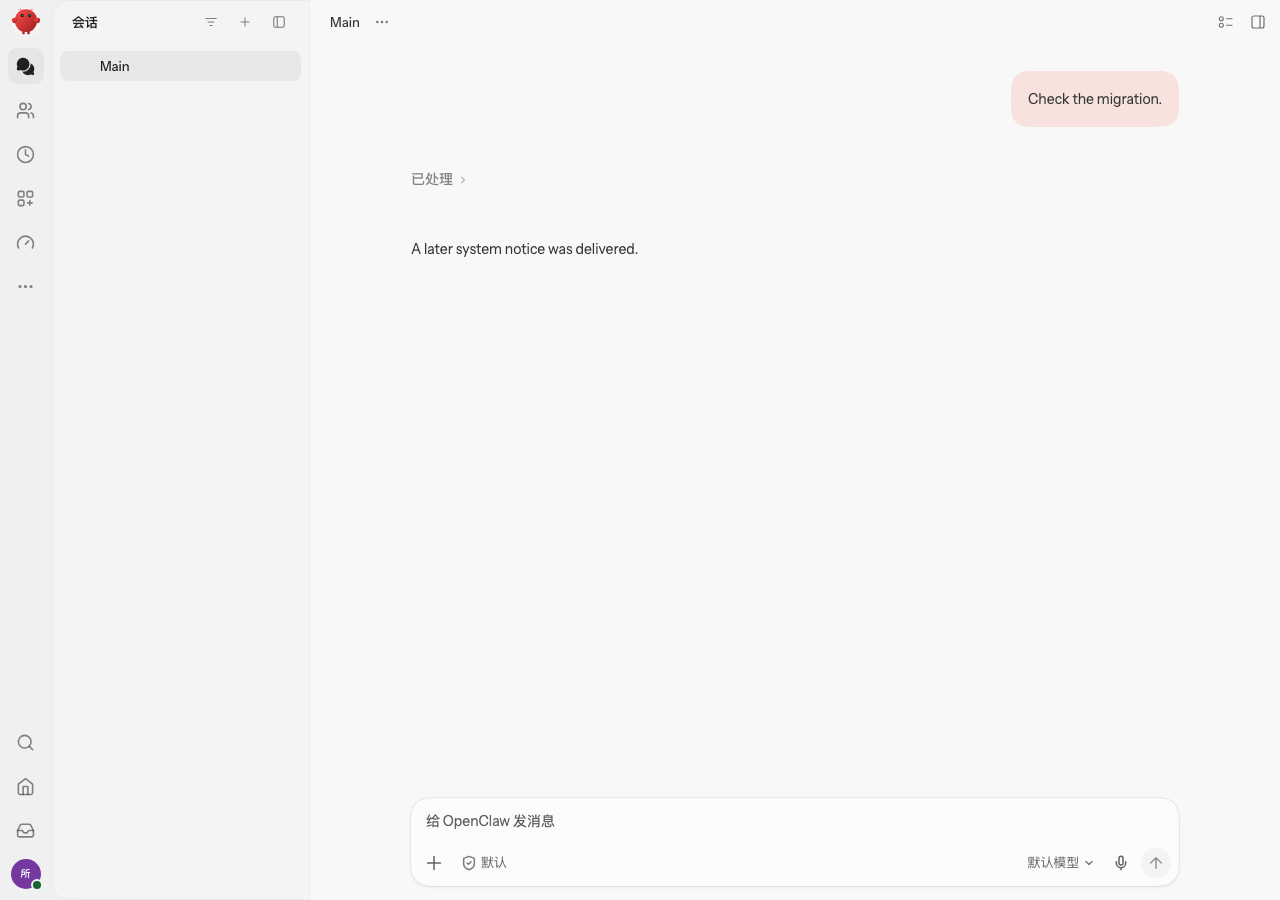 会话
Main
Main
Check the migration.
已处理
A later system notice was delivered.
给 OpenClaw 发消息
默认
默认模型
所